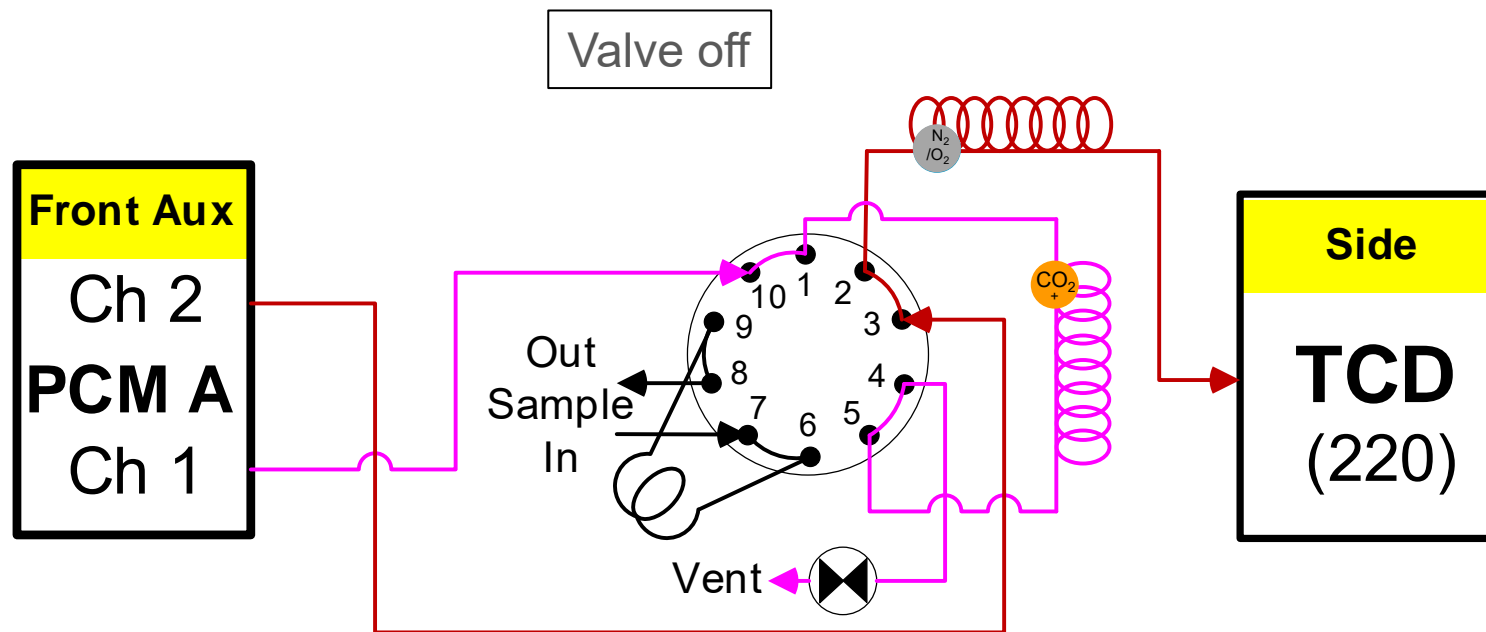 Valve off
Front Aux
Ch 2
PCM A
Ch 1
N₂
/O₂
CO₂
+
1
2
3
4
5
6
7
8
9
10
Out
Sample
In
Vent
Side
TCD
(220)